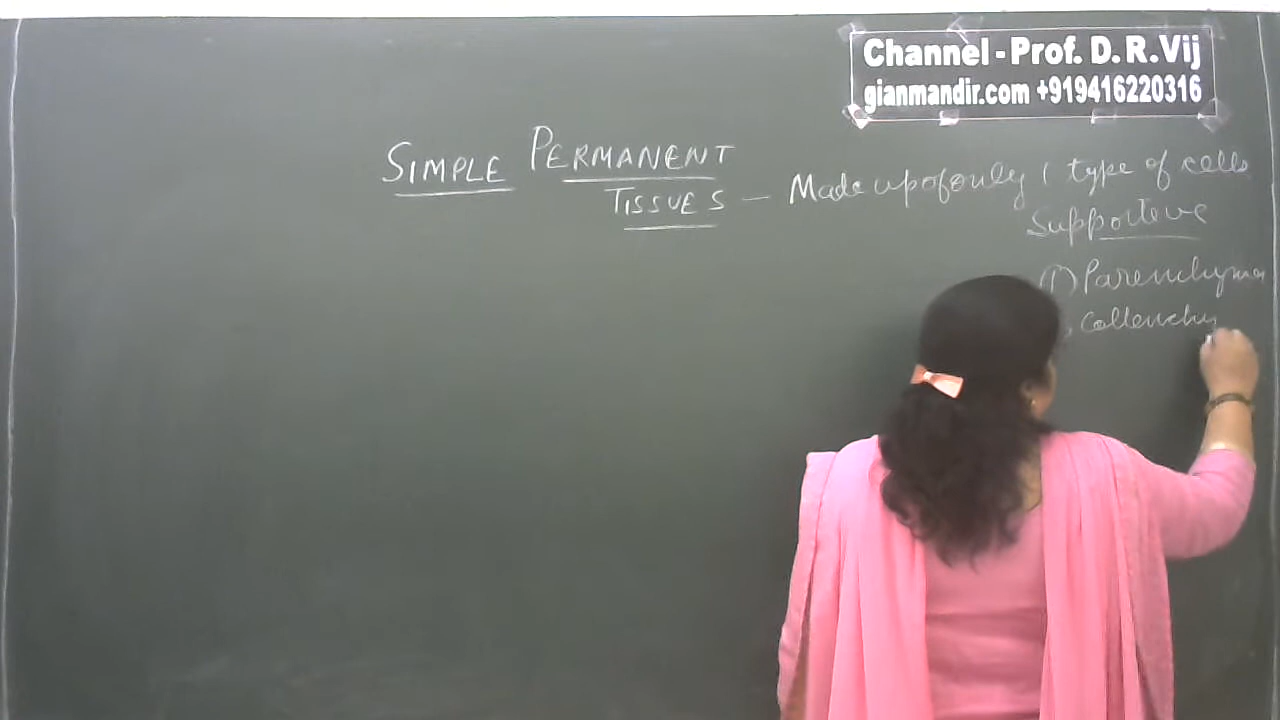 Channel - Prof. D. R. Vij
gianmandir.com +919416220316
SIMPLE PERMANENT
TISSUES — Made up of only 1 type of cells
Supportive
(1) Parenchyma
Collenchy